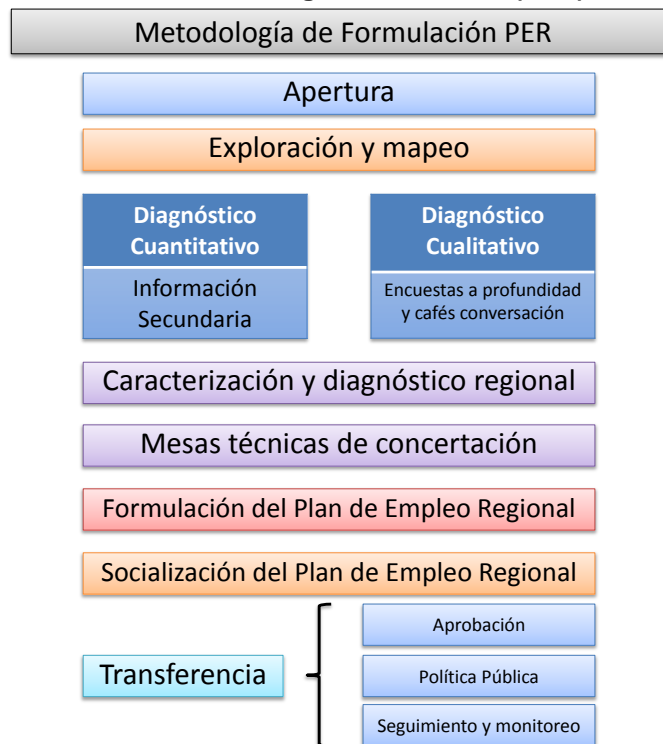 Metodología de Formulación PER
Apertura
Exploración y mapeo
Diagnóstico
Cuantitativo
Información
Secundaria
Diagnóstico
Cualitativo
Encuestas a profundidad
y cafés conversación
Caracterización y diagnóstico regional
Mesas técnicas de concertación
Formulación del Plan de Empleo Regional
Socialización del Plan de Empleo Regional
Transferencia
Aprobación
Política Pública
Seguimiento y monitoreo